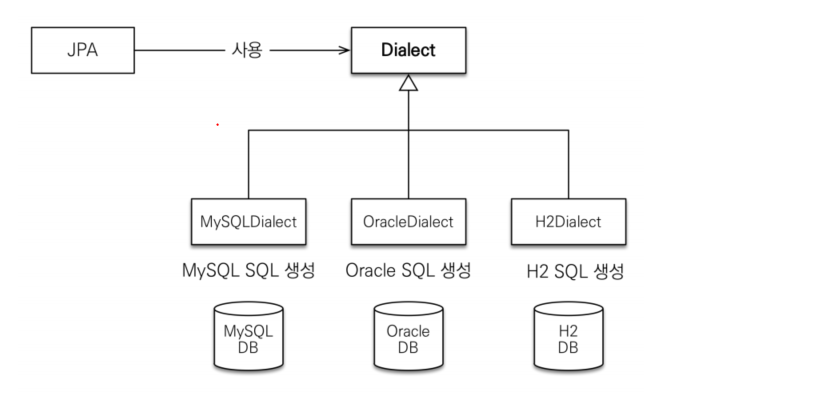 JPA
사용
Dialect
MySQLDialect
OracleDialect
H2Dialect
MySQL SQL 생성
Oracle SQL 생성
H2 SQL 생성
MySQL
DB
Oracle
DB
H2
DB